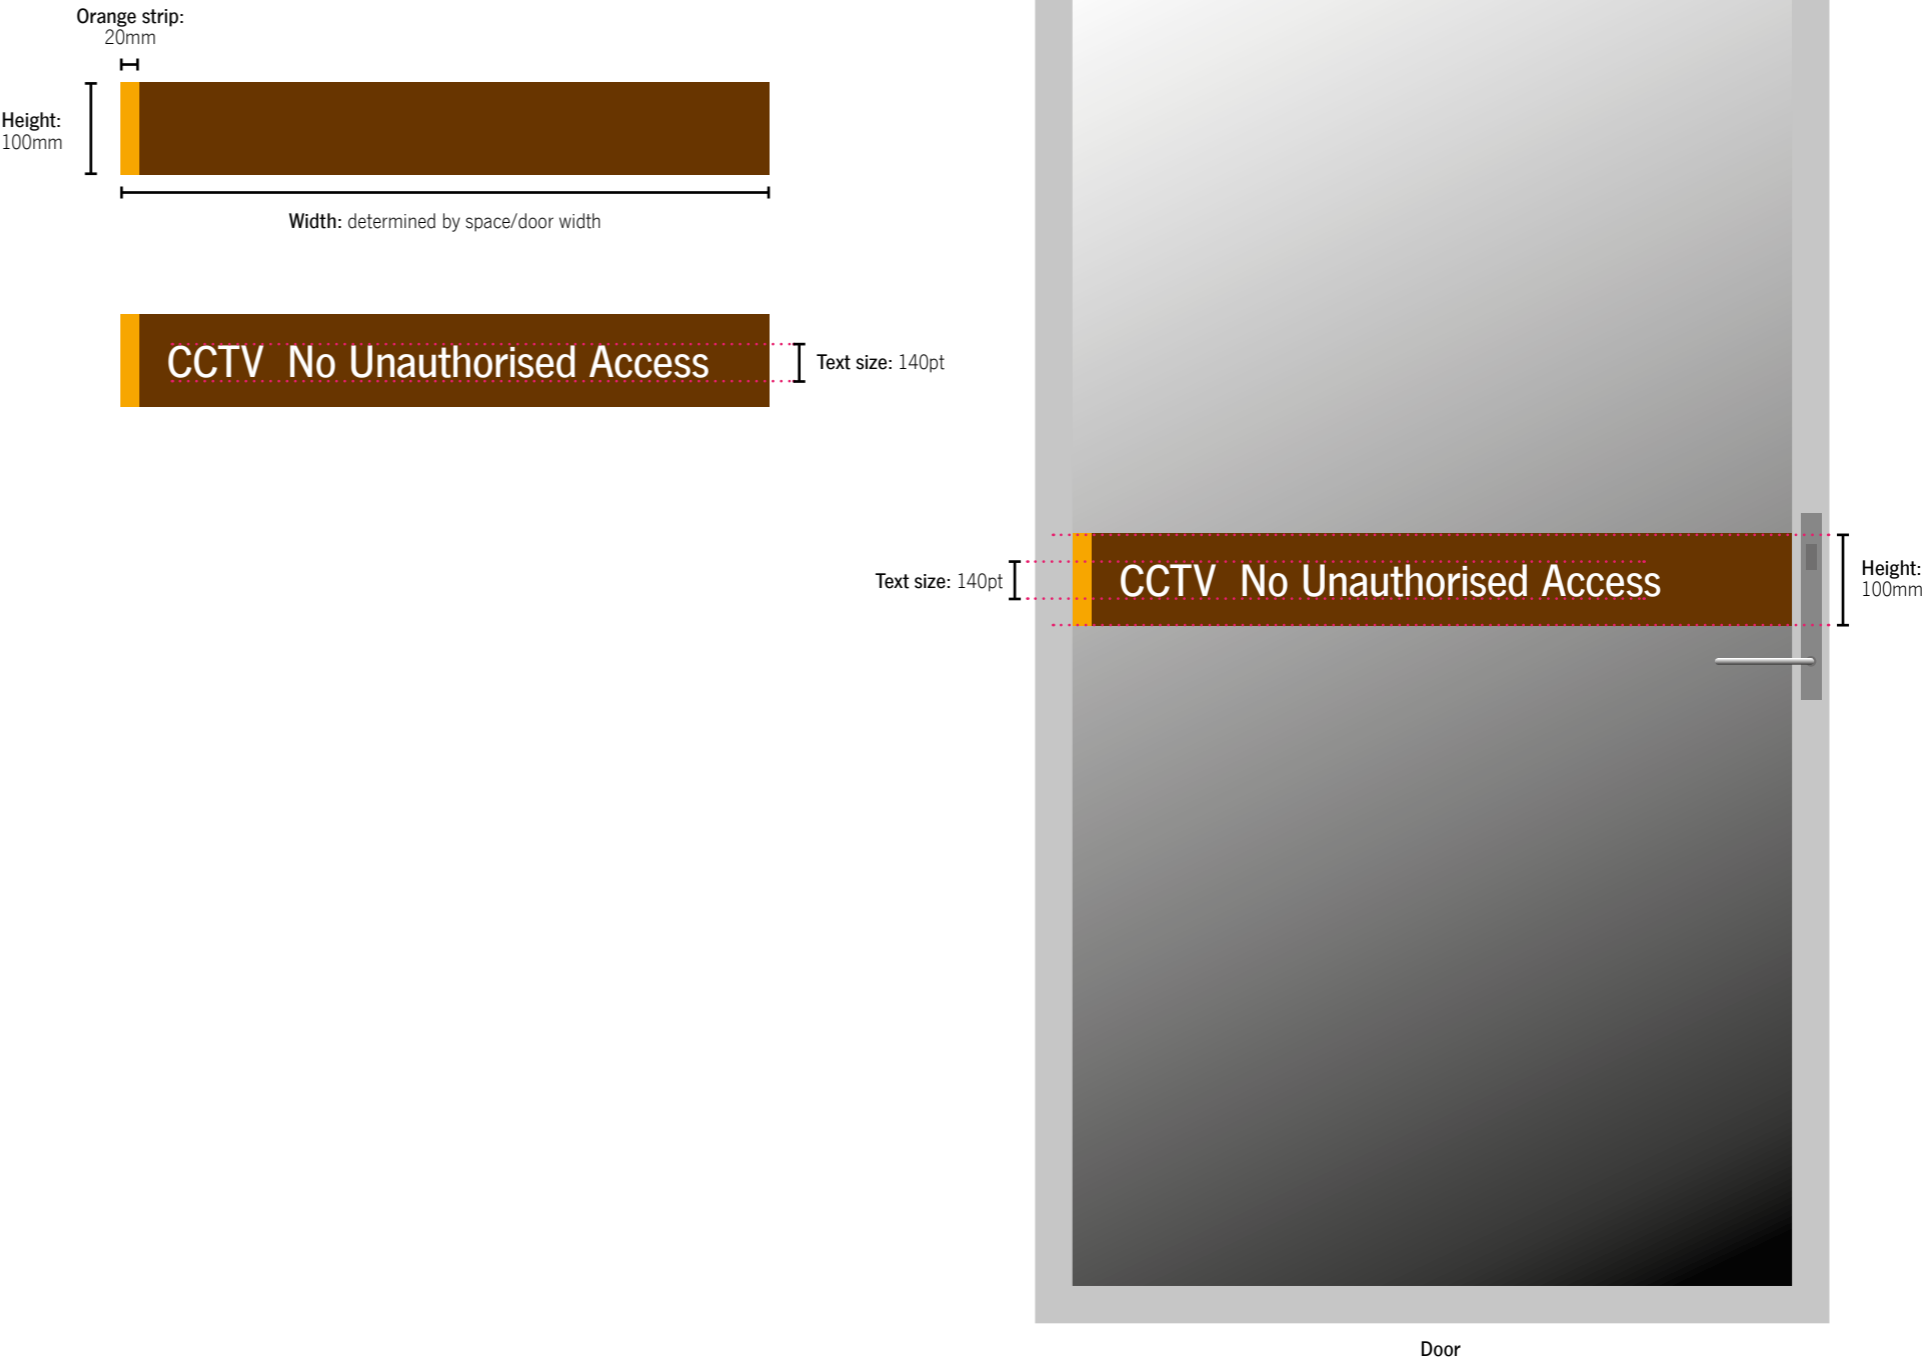 Orange strip:
20mm
Height:
100mm
Width: determined by space/door width
CCTV  No Unauthorised Access
Text size: 140pt
Text size: 140pt
CCTV  No Unauthorised Access
Height:
100mm
Door